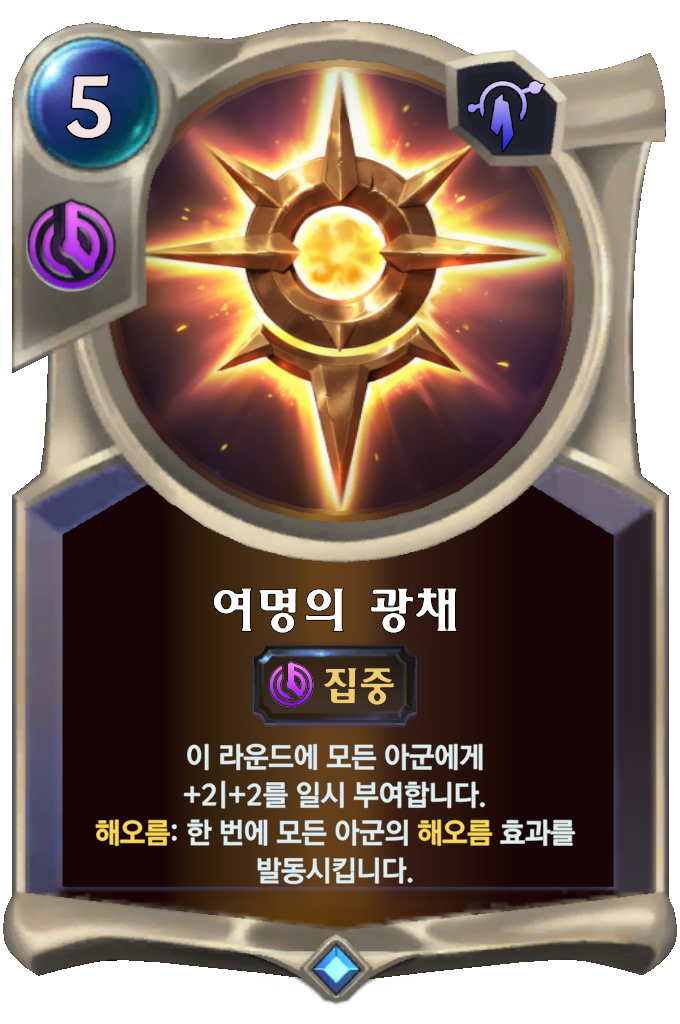 5
여명의 광채
집중
이 라운드에 모든 아군에게
+2|+2를 일시 부여합니다.
해오름: 한 번에 모든 아군의 해오름 효과를
발동시킵니다.